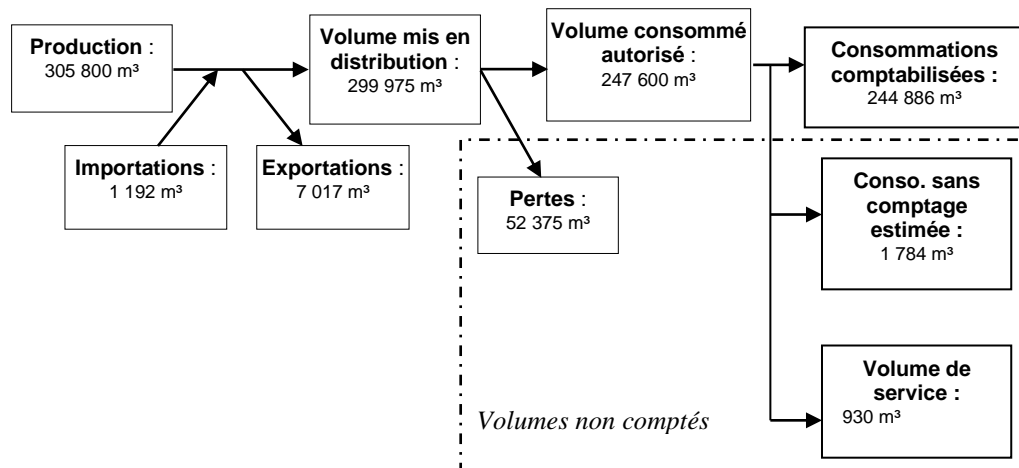 Production :
305 800 m³
Volume mis en
distribution :
299 975 m³
Volume consommé
autorisé :
247 600 m³
Consommations
comptabilisées :
244 886 m³
Importations :
1 192 m³
Exportations :
7 017 m³
Pertes :
52 375 m³
Conso. sans
comptage
estimée :
1 784 m³
Volume de
service :
930 m³
Volumes non comptés